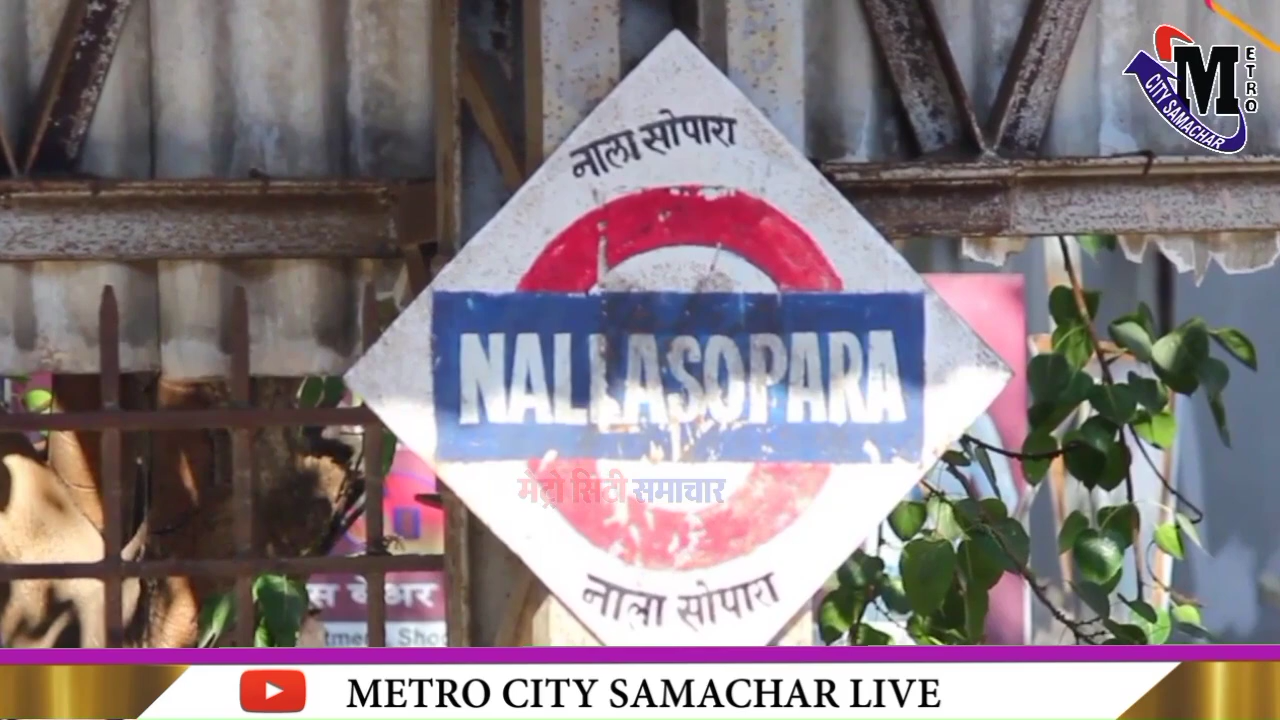 METRO
CITY SAMACHAR
नाला सोपारा
NALLASOPARA
मेट्रो सिटी समाचार
नाला सोपारा
METRO CITY SAMACHAR LIVE